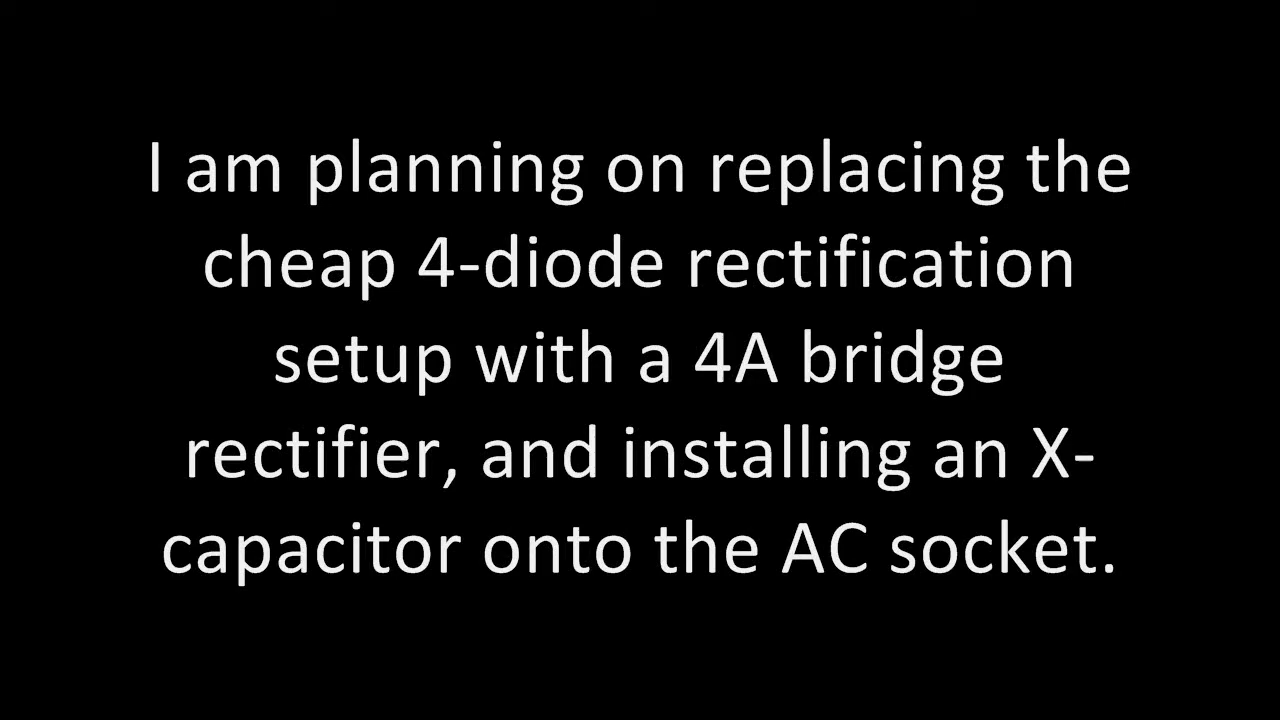 I am planning on replacing the
cheap 4-diode rectification
setup with a 4A bridge
rectifier, and installing an X-
capacitor onto the AC socket.